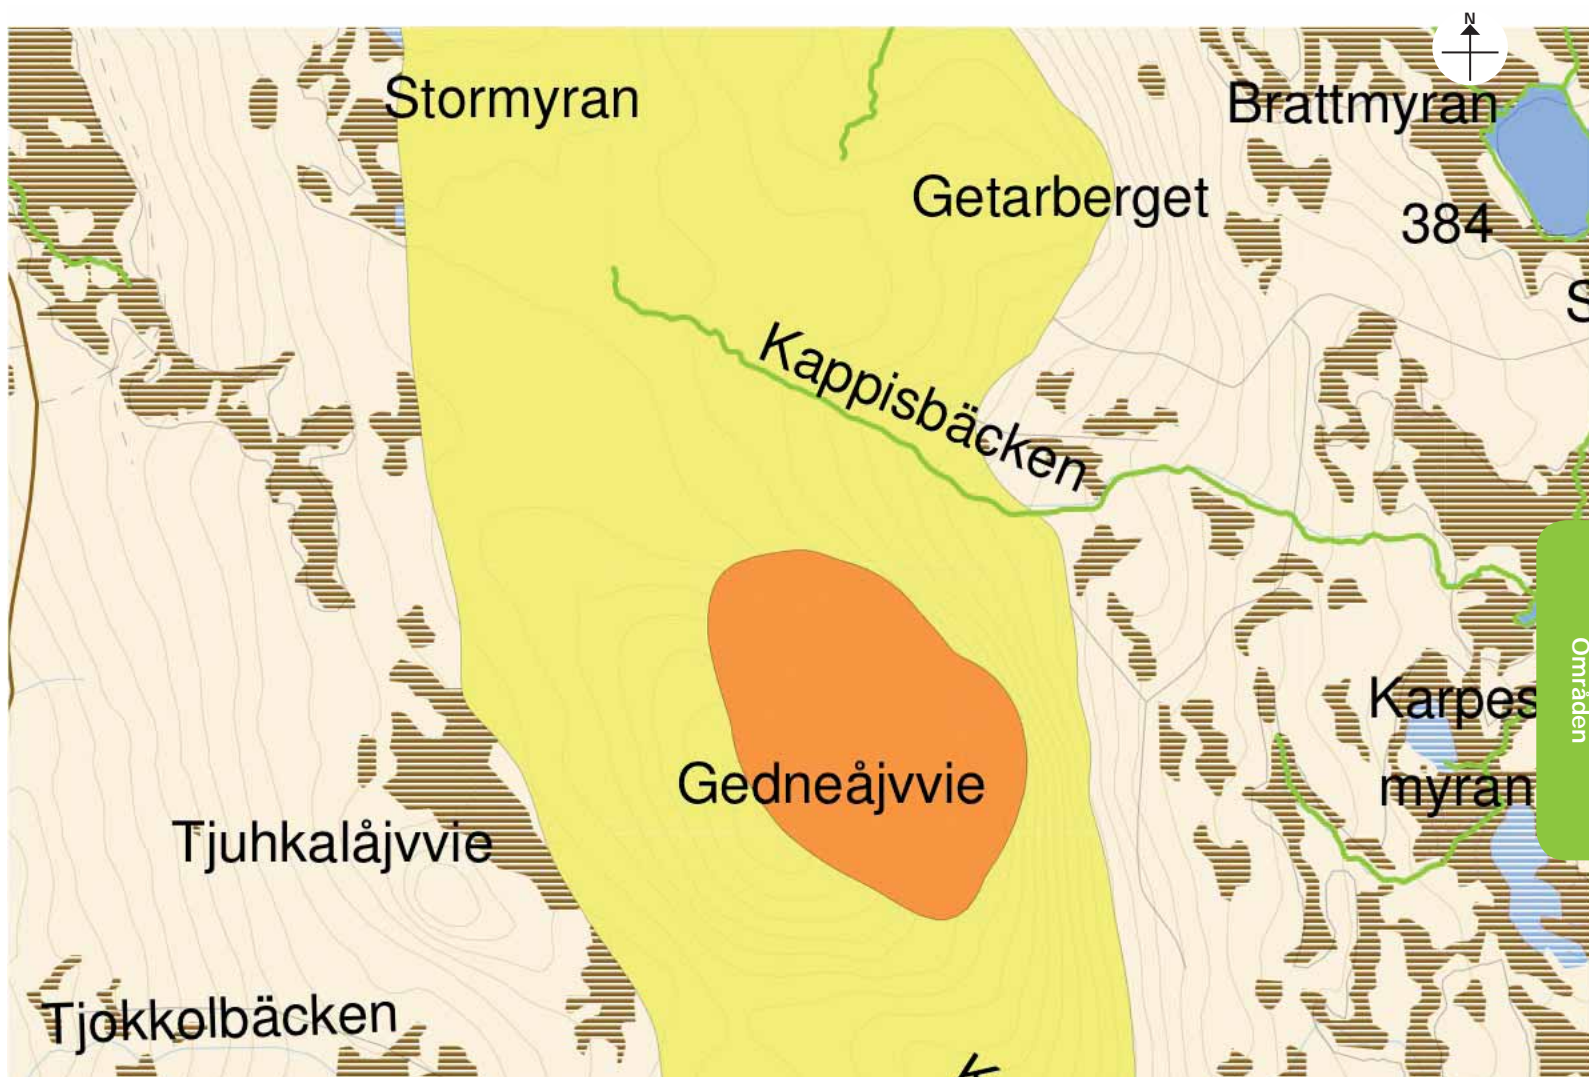 N
Stormyran
Brattmyran
Getarberget
384
S
Kappisbäcken
Områden
Karpes
myran
Gedneåjvvie
Tjuhkalåjvvie
Tjokkolbäcken
K